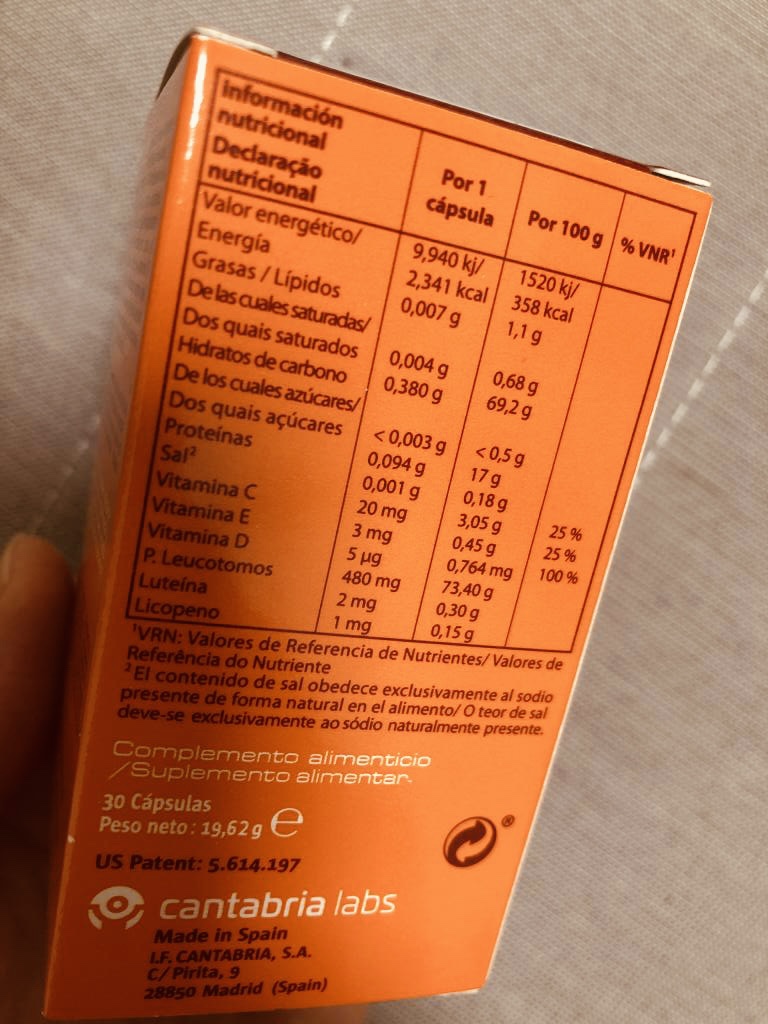 Información
nutricional
Declaração
nutricional
Por 1
cápsula
Por 100 g
% VNR¹
Valor energético/
Energía
9,940 kj/
2,341 kcal
1520 kj/
358 kcal
Grasas / Lípidos
0,007 g
1,1 g
De las cuales saturadas/
Dos quais saturados
0,004 g
0,68 g
Hidratos de carbono
0,380 g
69,2 g
De los cuales azúcares/
Dos quais açúcares
< 0,003 g
< 0,5 g
Proteínas
0,094 g
17 g
Sal²
0,001 g
0,18 g
Vitamina C
20 mg
3,05 g
25 %
Vitamina E
3 mg
0,45 g
25 %
Vitamina D
5 µg
0,764 mg
100 %
P. Leucotomos
480 mg
73,40 g
Luteína
2 mg
0,30 g
Licopeno
1 mg
0,15 g
¹VRN: Valores de Referencia de Nutrientes/ Valores de
Referência do Nutriente
² El contenido de sal obedece exclusivamente al sodio
presente de forma natural en el alimento/ O teor de sal
deve-se exclusivamente ao sódio naturalmente presente.
Complemento alimenticio
/Suplemento alimentar
30 Cápsulas
Peso neto: 19,62 g e
US Patent: 5.614.197
cantabria labs
Made in Spain
I.F. CANTABRIA, S.A.
C/ Pirita, 9
28850 Madrid (Spain)